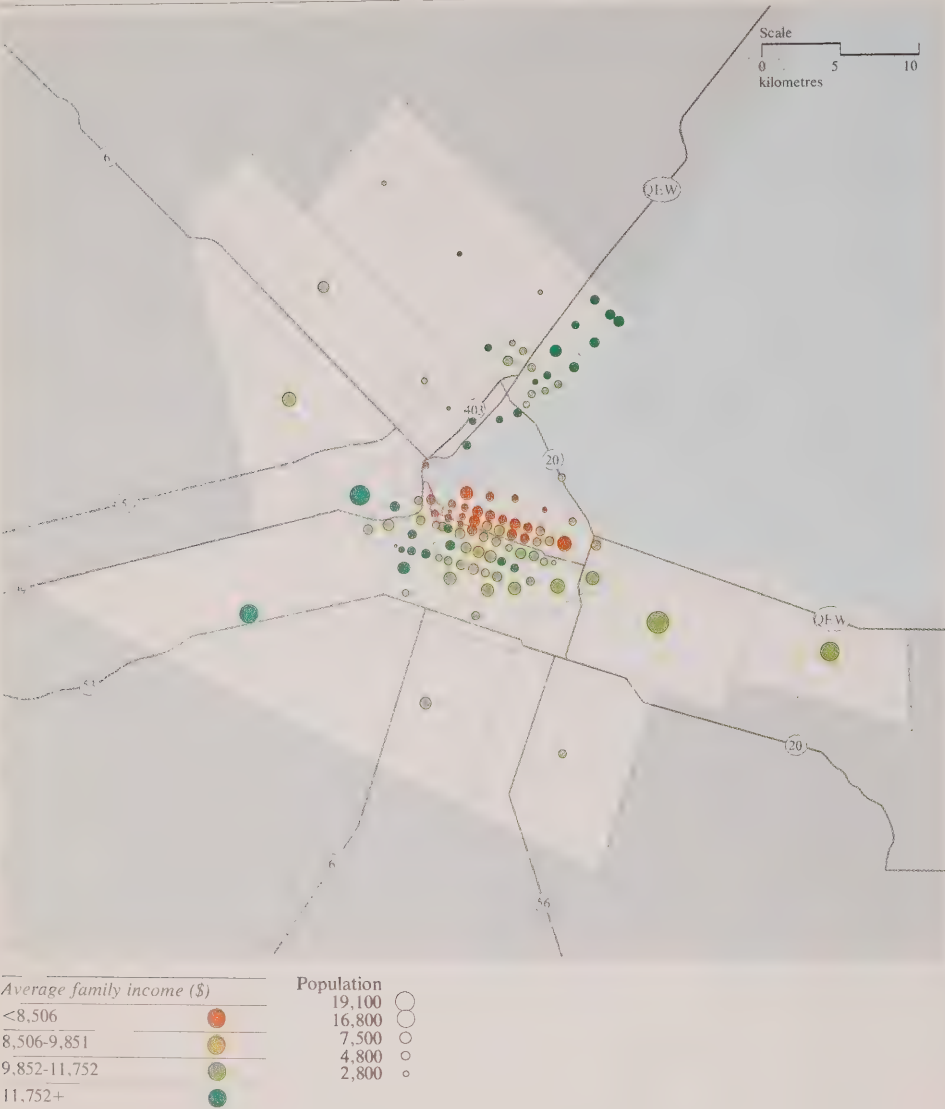 Scale
0 5 10
kilometres
6
QEW
403
20
QEW
20
6
56
Average family income ($)
<8,506
8,506-9,851
9,852-11,752
11,752+
Population
19,100
16,800
7,500
4,800
2,800